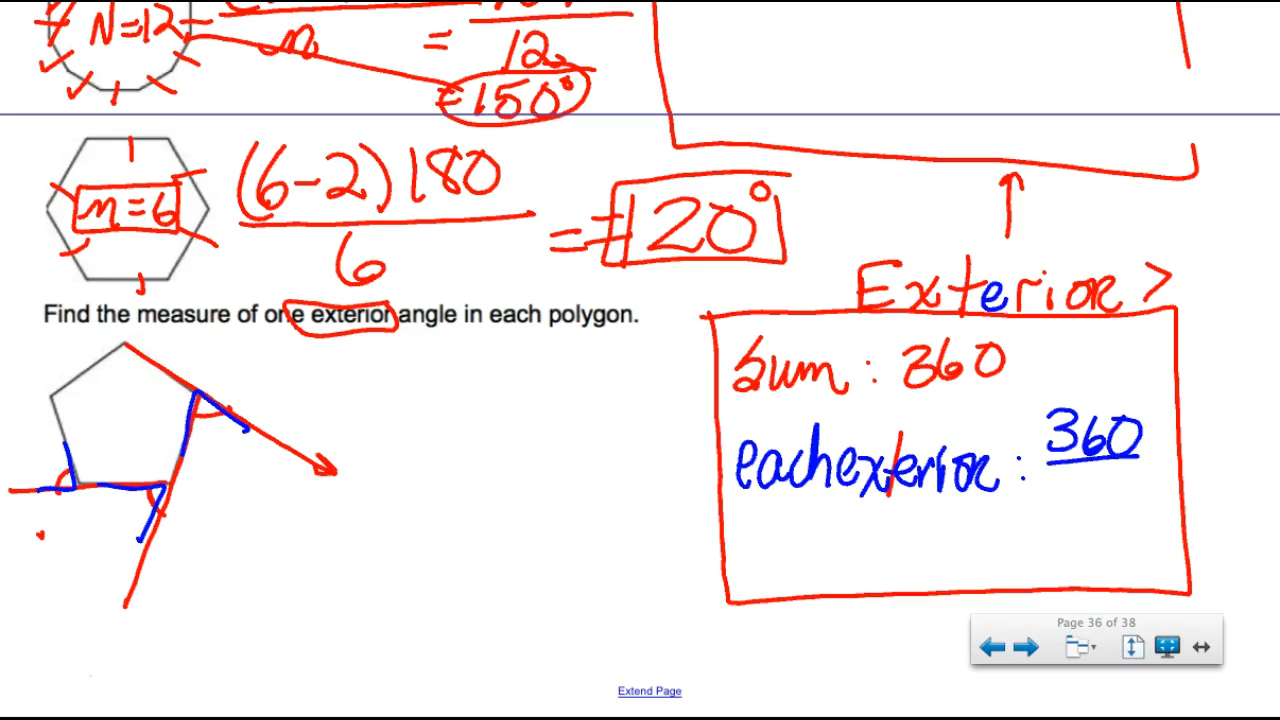 N=12
n
=
12
=150°
n=6
(6-2)180
6
= =120°
Exterior >
Find the measure of one exterior angle in each polygon.
Sum : 360
each exterior : 360
Page 36 of 38
Extend Page